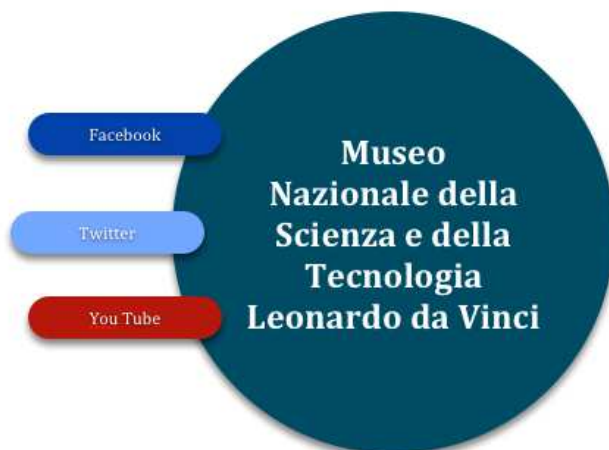 Facebook
Twitter
You Tube
Museo
Nazionale della
Scienza e della
Tecnologia
Leonardo da Vinci